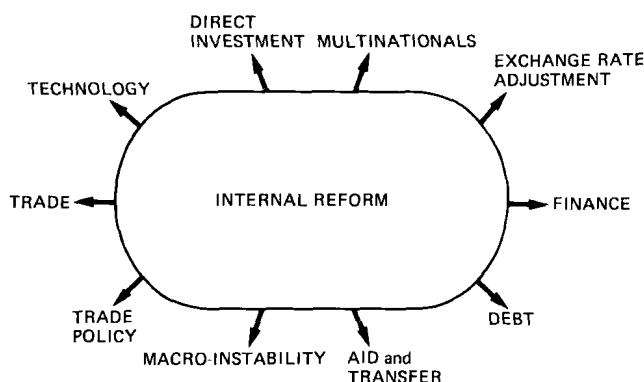 DIRECT
INVESTMENT MULTINATIONALS
EXCHANGE RATE
ADJUSTMENT
TECHNOLOGY
TRADE
INTERNAL REFORM
FINANCE
TRADE
POLICY
DEBT
MACRO-INSTABILITY
AID and
TRANSFER